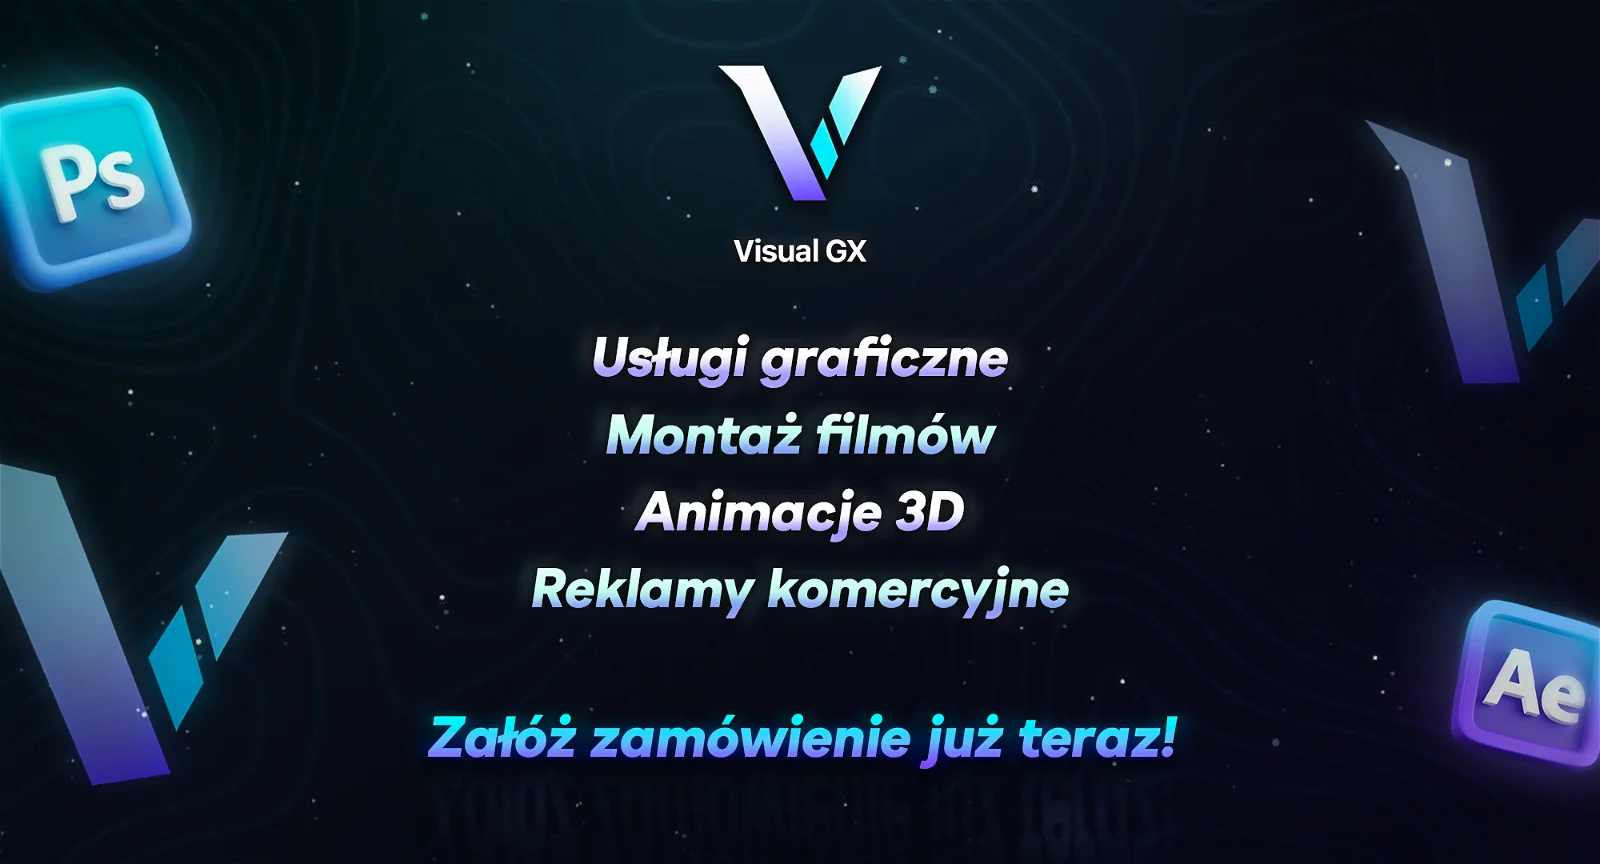 Ps
Visual GX
Usługi graficzne
Montaż filmów
Animacje 3D
Reklamy komercyjne
Ae
Załóż zamówienie już teraz!